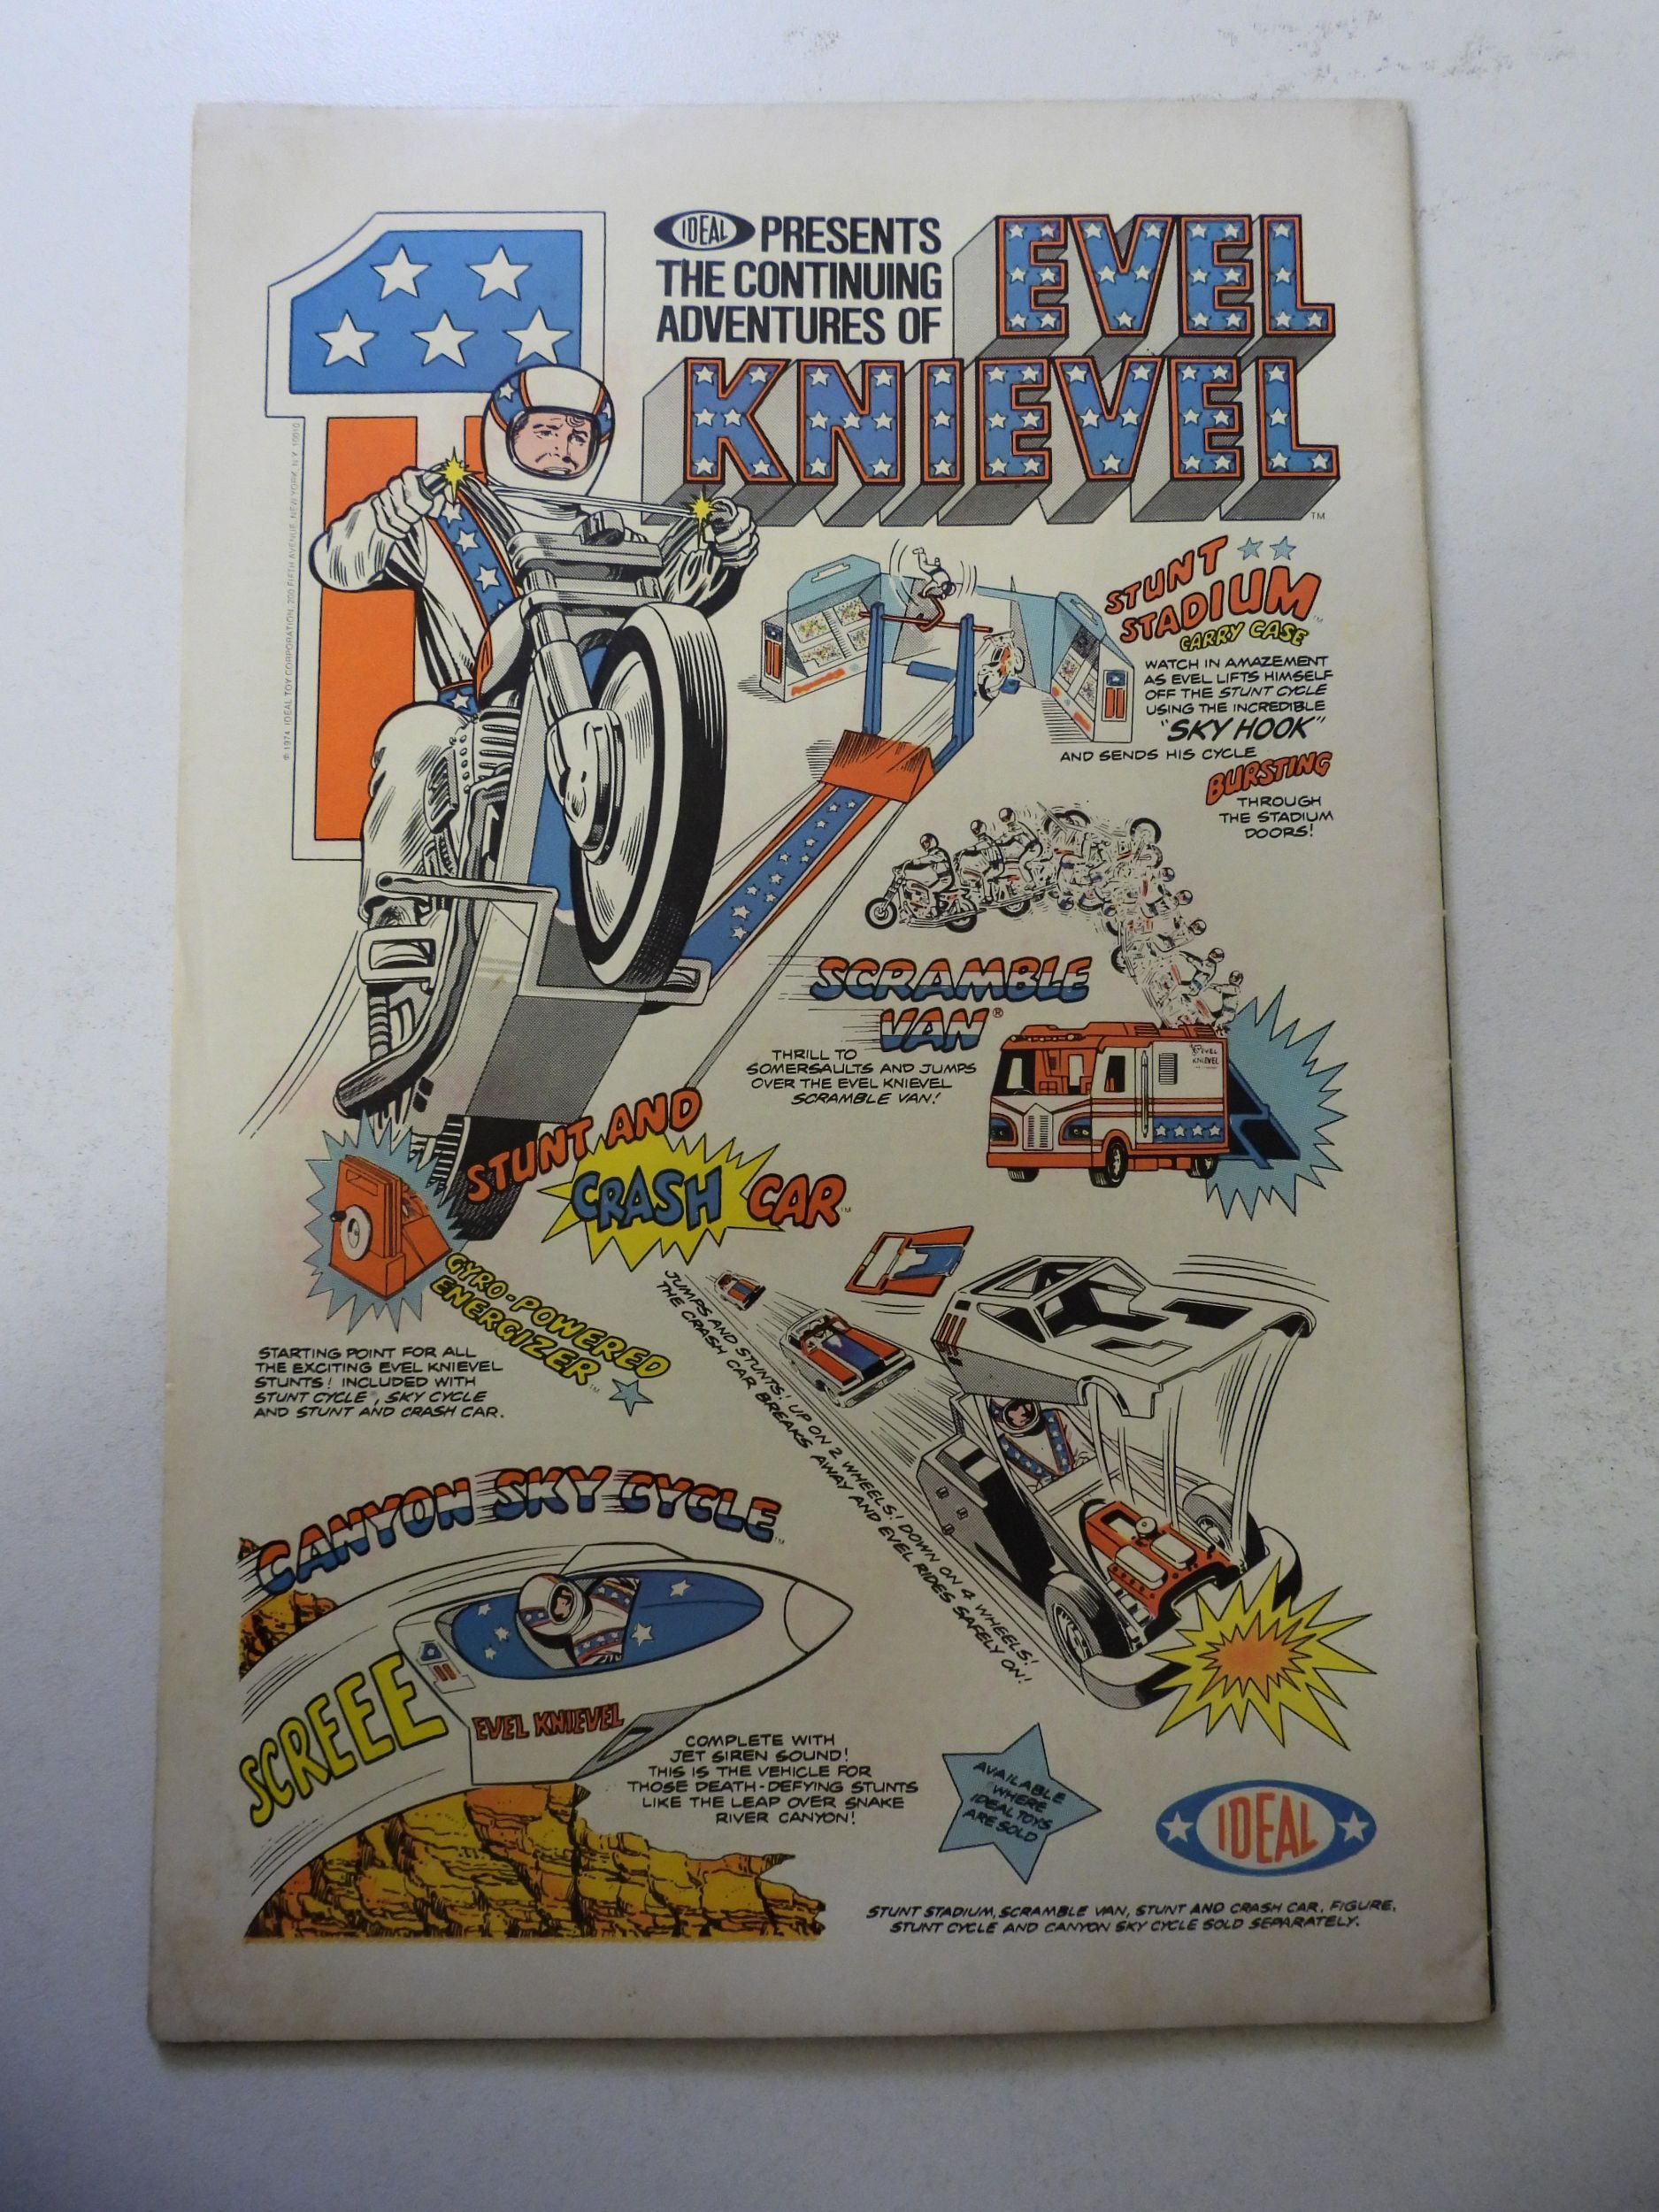 IDEAL PRESENTS
THE CONTINUING
ADVENTURES OF
EVEL
KNIEVEL
TM
© 1974 IDEAL TOY CORPORATION, 200 FIFTH AVENUE, NEW YORK, N.Y. 10010
STUNT
STADIUM
TM
CARRY CASE
WATCH IN AMAZEMENT
AS EVEL LIFTS HIMSELF
OFF THE STUNT CYCLE
USING THE INCREDIBLE
"SKY HOOK"
AND SENDS HIS CYCLE
BURSTING
THROUGH
THE STADIUM
DOORS!
SCRAMBLE
VAN®
THRILL TO
SOMERSAULTS AND JUMPS
OVER THE EVEL KNIEVEL
SCRAMBLE VAN!
EVEL
KNIEVEL
STUNT AND
CRASH CAR TM
GYRO-POWERED
ENERGIZER TM
STARTING POINT FOR ALL
THE EXCITING EVEL KNIEVEL
STUNTS! INCLUDED WITH
STUNT CYCLE, SKY CYCLE
AND STUNT AND CRASH CAR.
JUMPS AND STUNTS! UP ON 2 WHEELS! DOWN ON 4 WHEELS!
THE CRASH CAR BREAKS AWAY AND EVEL RIDES SAFELY ON!
CANYON SKY CYCLE TM
SCREEE
EVEL KNIEVEL
COMPLETE WITH
JET SIREN SOUND!
THIS IS THE VEHICLE FOR
THOSE DEATH-DEFYING STUNTS
LIKE THE LEAP OVER SNAKE
RIVER CANYON!
AVAILABLE
WHERE
IDEAL TOYS
ARE SOLD
IDEAL
STUNT STADIUM, SCRAMBLE VAN, STUNT AND CRASH CAR, FIGURE,
STUNT CYCLE AND CANYON SKY CYCLE SOLD SEPARATELY.